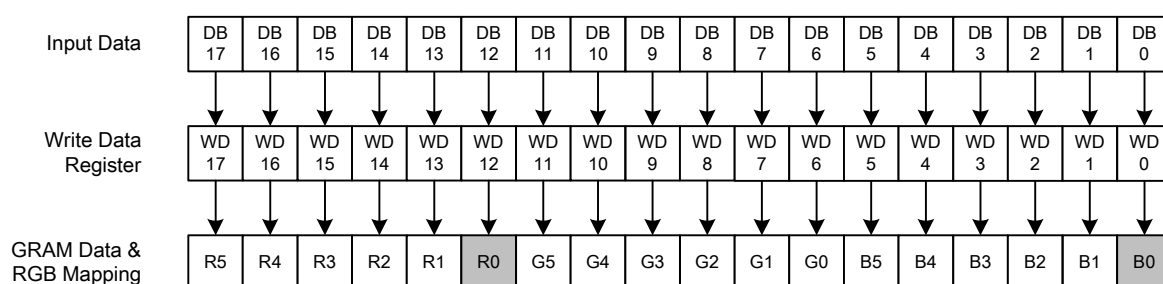 Input Data
DB DB DB DB DB DB DB DB DB DB DB DB DB DB DB DB DB DB
17 16 15 14 13 12 11 10 9 8 7 6 5 4 3 2 1 0
Write Data
Register
WD WD WD WD WD WD WD WD WD WD WD WD WD WD WD WD WD WD
17 16 15 14 13 12 11 10 9 8 7 6 5 4 3 2 1 0
GRAM Data &
RGB Mapping
R5 R4 R3 R2 R1 R0 G5 G4 G3 G2 G1 G0 B5 B4 B3 B2 B1 B0